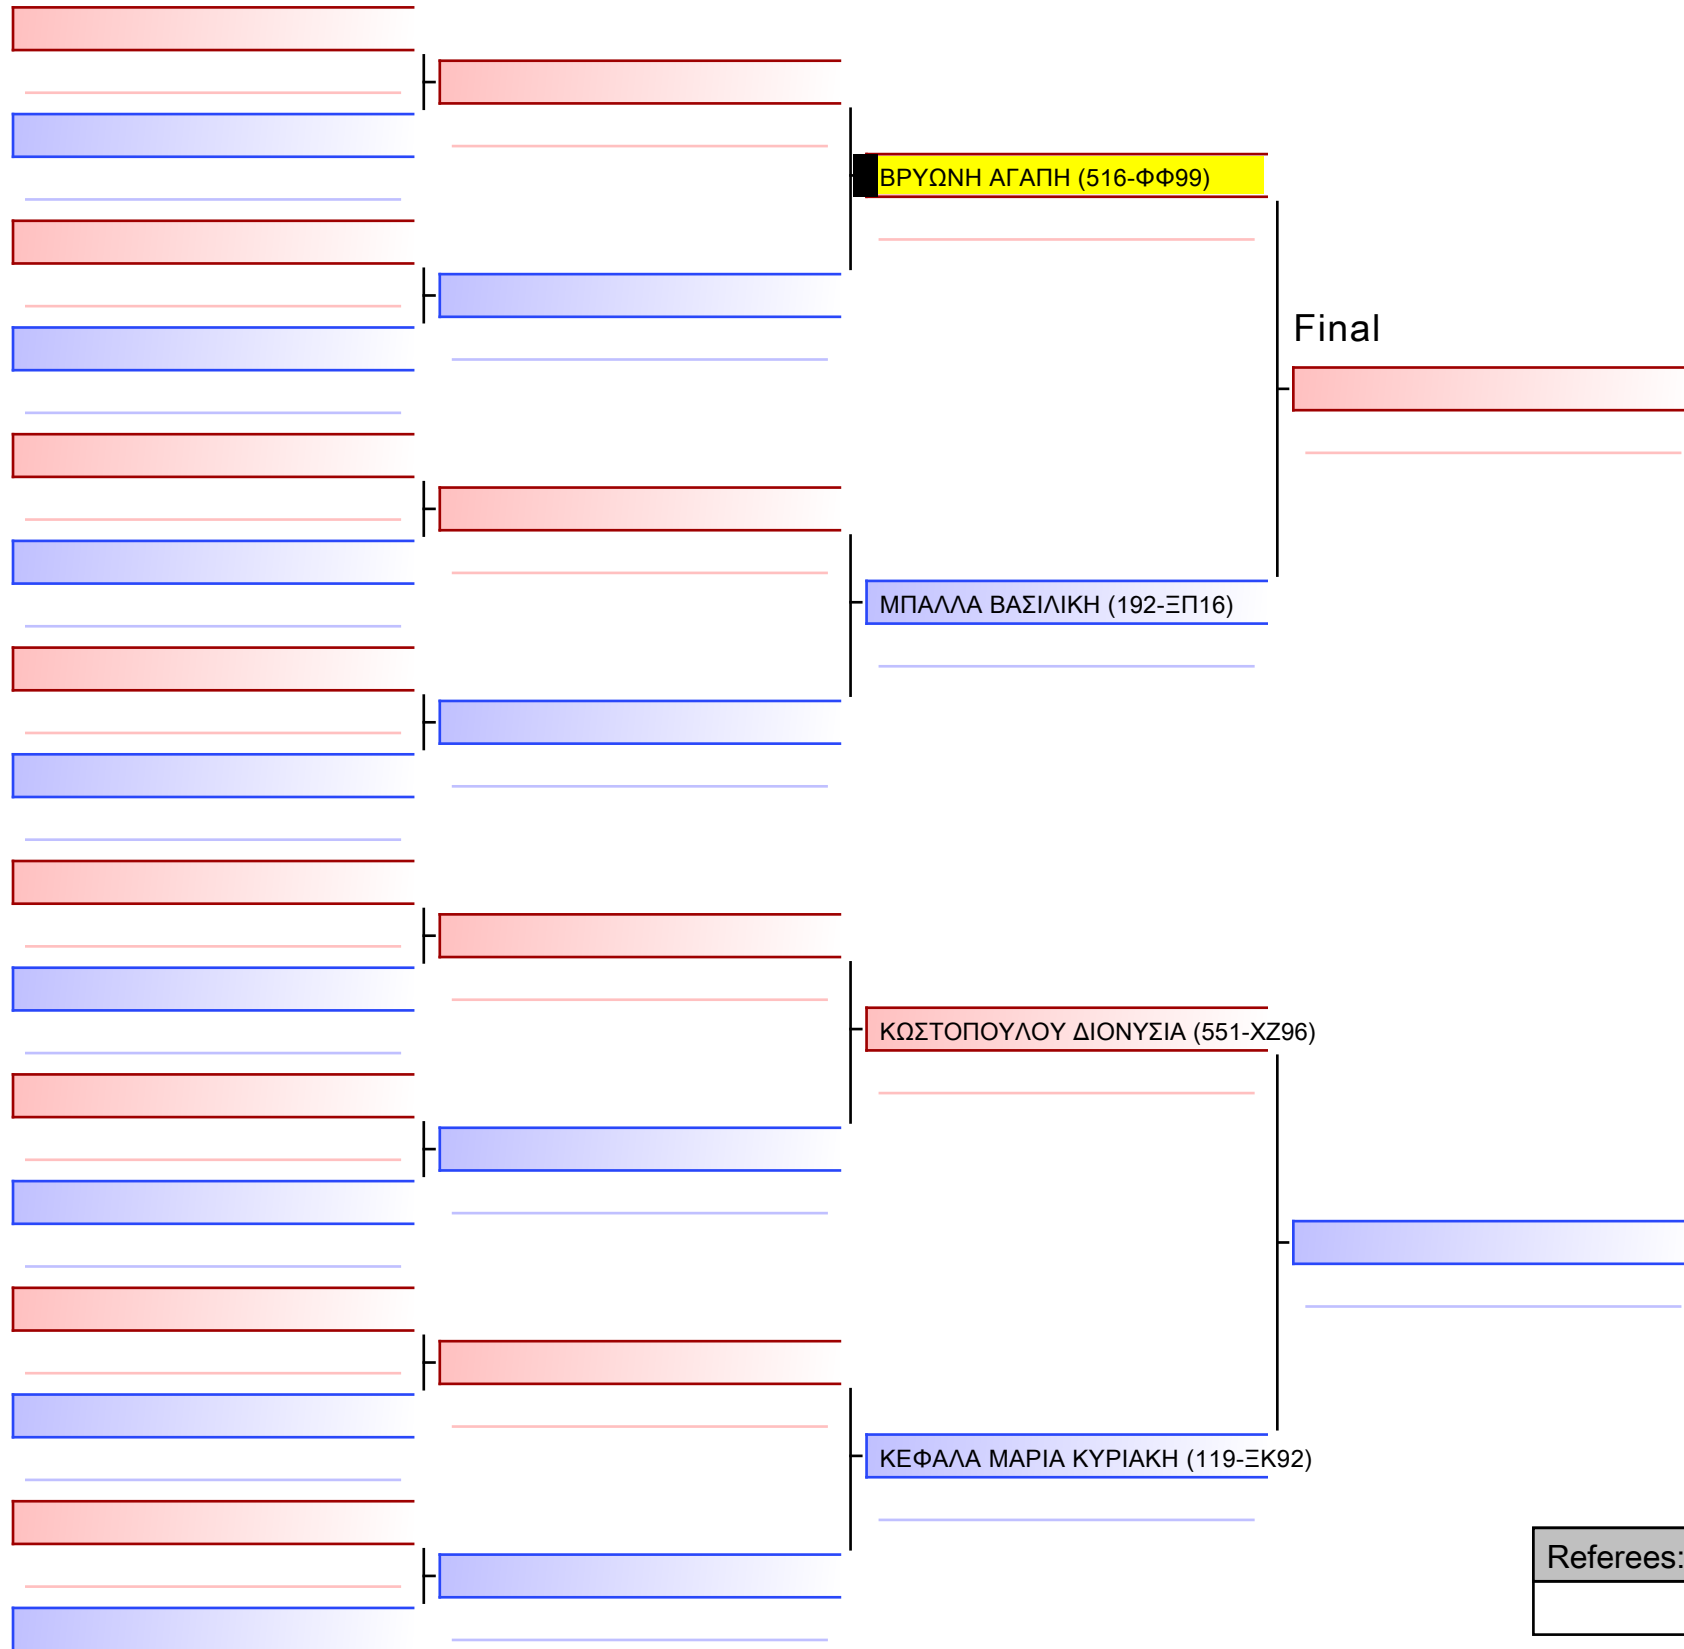 ΒΡΥΩΝΗ ΑΓΑΠΗ (516-ΦΦ99)
Final
ΜΠΑΛΛΑ ΒΑΣΙΛΙΚΗ (192-ΞΠ16)
ΚΩΣΤΟΠΟΥΛΟΥ ΔΙΟΝΥΣΙΑ (551-ΧΖ96)
ΚΕΦΑΛΑ ΜΑΡΙΑ ΚΥΡΙΑΚΗ (119-ΞΚ92)
Referees: